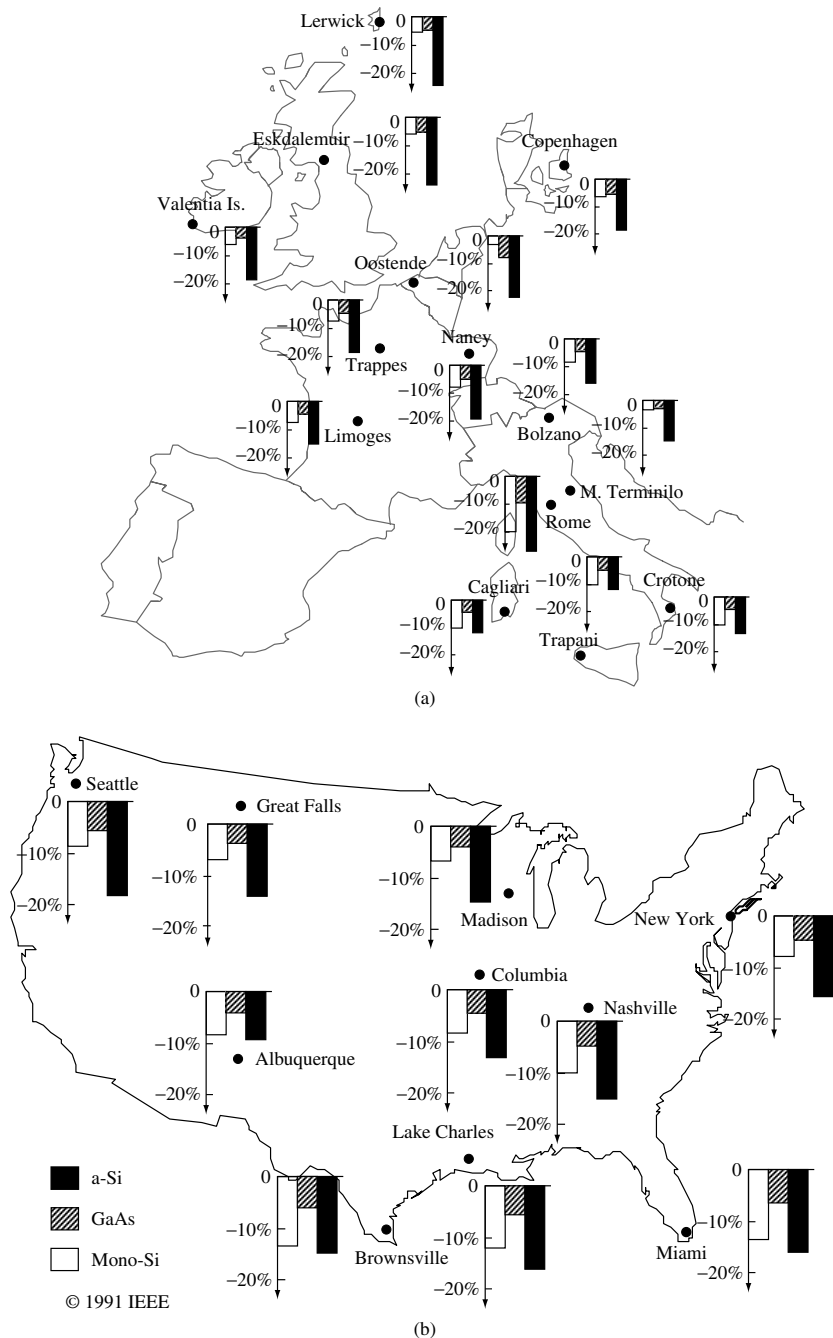 Lerwick
0
−10%
−20%
Eskdalemuir
0
−10%
−20%
Copenhagen
0
−10%
−20%
Valentia Is.
0
−10%
−20%
Oostende
0
−10%
−20%
0
−10%
−20%
Trappes
Nancy
0
−10%
−20%
0
−10%
−20%
Bolzano
0
−10%
−20%
Limoges
0
−10%
−20%
0
−10%
−20%
M. Terminilo
Rome
Cagliari
0
−10%
−20%
0
−10%
−20%
Trapani
Crotone
0
−10%
−20%
(a)
Seattle
0
−10%
−20%
Great Falls
0
−10%
−20%
0
−10%
−20%
Madison
New York
0
−10%
−20%
0
−10%
−20%
Albuquerque
Columbia
0
−10%
−20%
Nashville
0
−10%
−20%
Lake Charles
0
−10%
−20%
0
−10%
−20%
Brownsville
0
−10%
−20%
Miami
a-Si
GaAs
Mono-Si
© 1991 IEEE
(b)